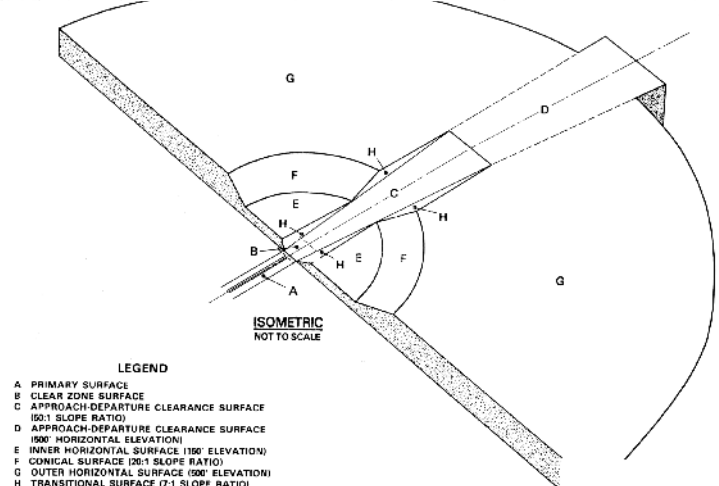 G
D
H
F
C
E
H
H
B
H
E
F
A
G
ISOMETRIC
NOT TO SCALE
LEGEND
A PRIMARY SURFACE
B CLEAR ZONE SURFACE
C APPROACH-DEPARTURE CLEARANCE SURFACE
(50:1 SLOPE RATIO)
D APPROACH-DEPARTURE CLEARANCE SURFACE
(500' HORIZONTAL ELEVATION)
E INNER HORIZONTAL SURFACE (150' ELEVATION)
F CONICAL SURFACE (20:1 SLOPE RATIO)
G OUTER HORIZONTAL SURFACE (500' ELEVATION)
H TRANSITIONAL SURFACE (7:1 SLOPE RATIO)